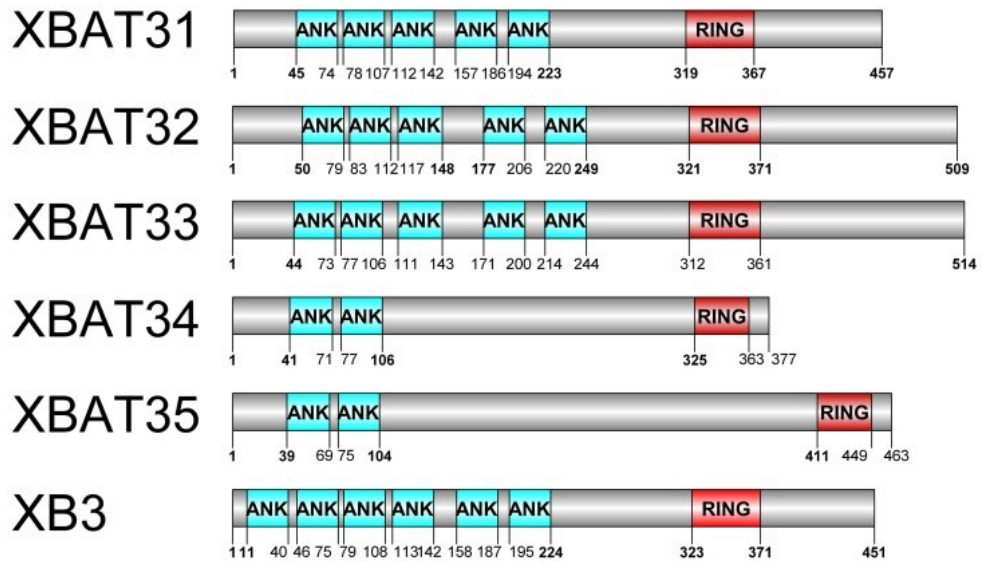 XBAT31 ANK ANK ANK ANK ANK RING
1 45 74 78 107 112 142 157 186 194 223 319 367 457
XBAT32 ANK ANK ANK ANK ANK RING
1 50 79 83 112 117 148 177 206 220 249 321 371 509
XBAT33 ANK ANK ANK ANK ANK RING
1 44 73 77 106 111 143 171 200 214 244 312 361 514
XBAT34 ANK ANK RING
1 41 71 77 106 325 363 377
XBAT35 ANK ANK RING
1 39 69 75 104 411 449 463
XB3 ANK ANK ANK ANK ANK ANK RING
1 11 40 46 75 79 108 113 142 158 187 195 224 323 371 451